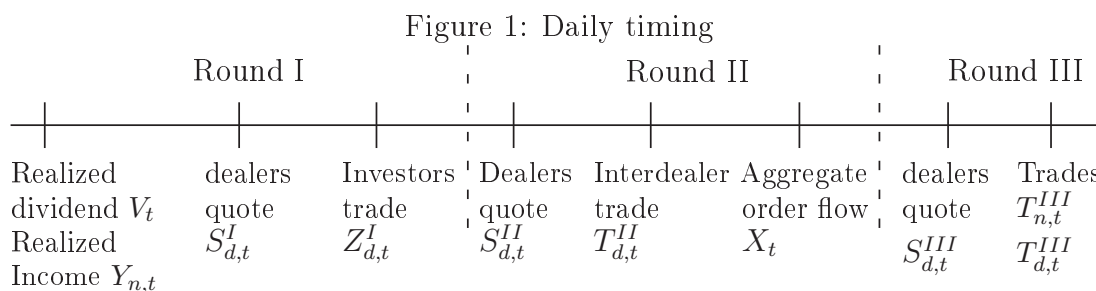 Figure 1: Daily timing
Round I
Round II
Round III
Realized
dividend V_t
Realized
Income Y_{n,t}
dealers
quote
S^I_{d,t}
Investors
trade
Z^I_{d,t}
Dealers
quote
S^{II}_{d,t}
Interdealer
trade
T^{II}_{d,t}
Aggregate
order flow
X_t
dealers
quote
S^{III}_{d,t}
Trades
T^{III}_{n,t}
T^{III}_{d,t}